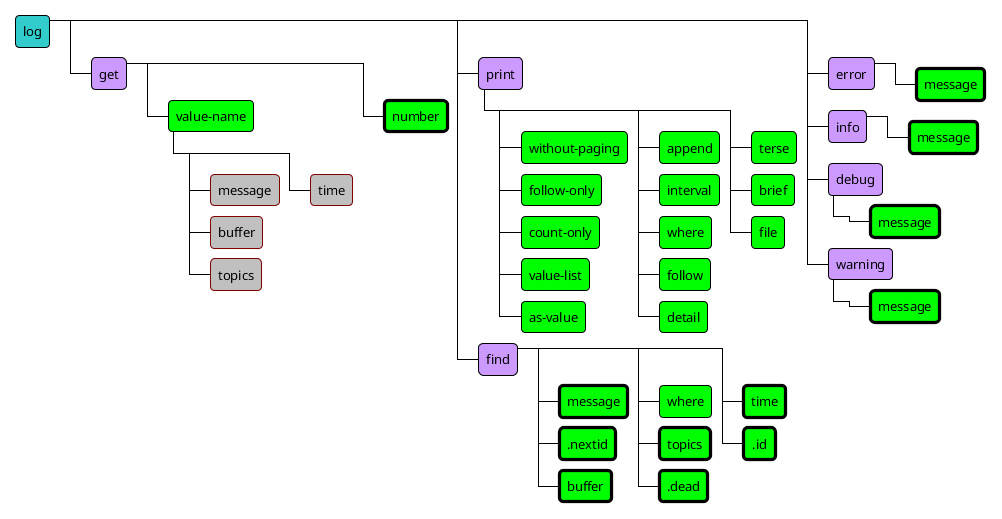 log
get
value-name
message
buffer
topics
time
number
print
without-paging
follow-only
count-only
value-list
as-value
append
interval
where
follow
detail
terse
brief
file
find
message
.nextid
buffer
where
topics
.dead
time
.id
error
message
info
message
debug
message
warning
message